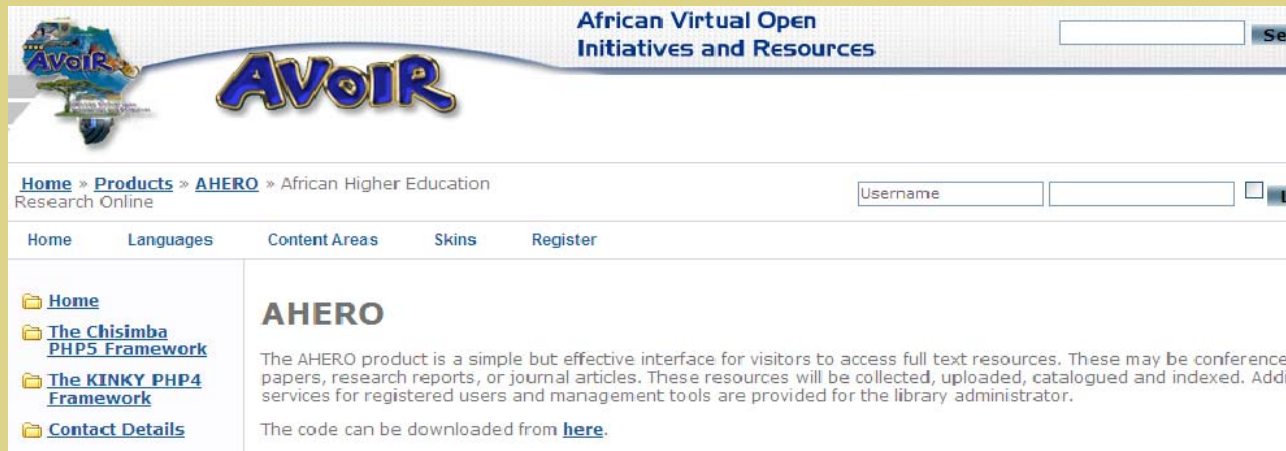 AVOIR
AVOIR
African Virtual Open
Initiatives and Resources
Se
Home » Products » AHERO » African Higher Education
Research Online
Username
L
Home Languages Content Areas Skins Register
Home
The Chisimba
PHP5 Framework
The KINKY PHP4
Framework
Contact Details
AHERO
The AHERO product is a simple but effective interface for visitors to access full text resources. These may be conference
papers, research reports, or journal articles. These resources will be collected, uploaded, catalogued and indexed. Addi
services for registered users and management tools are provided for the library administrator.
The code can be downloaded from here.